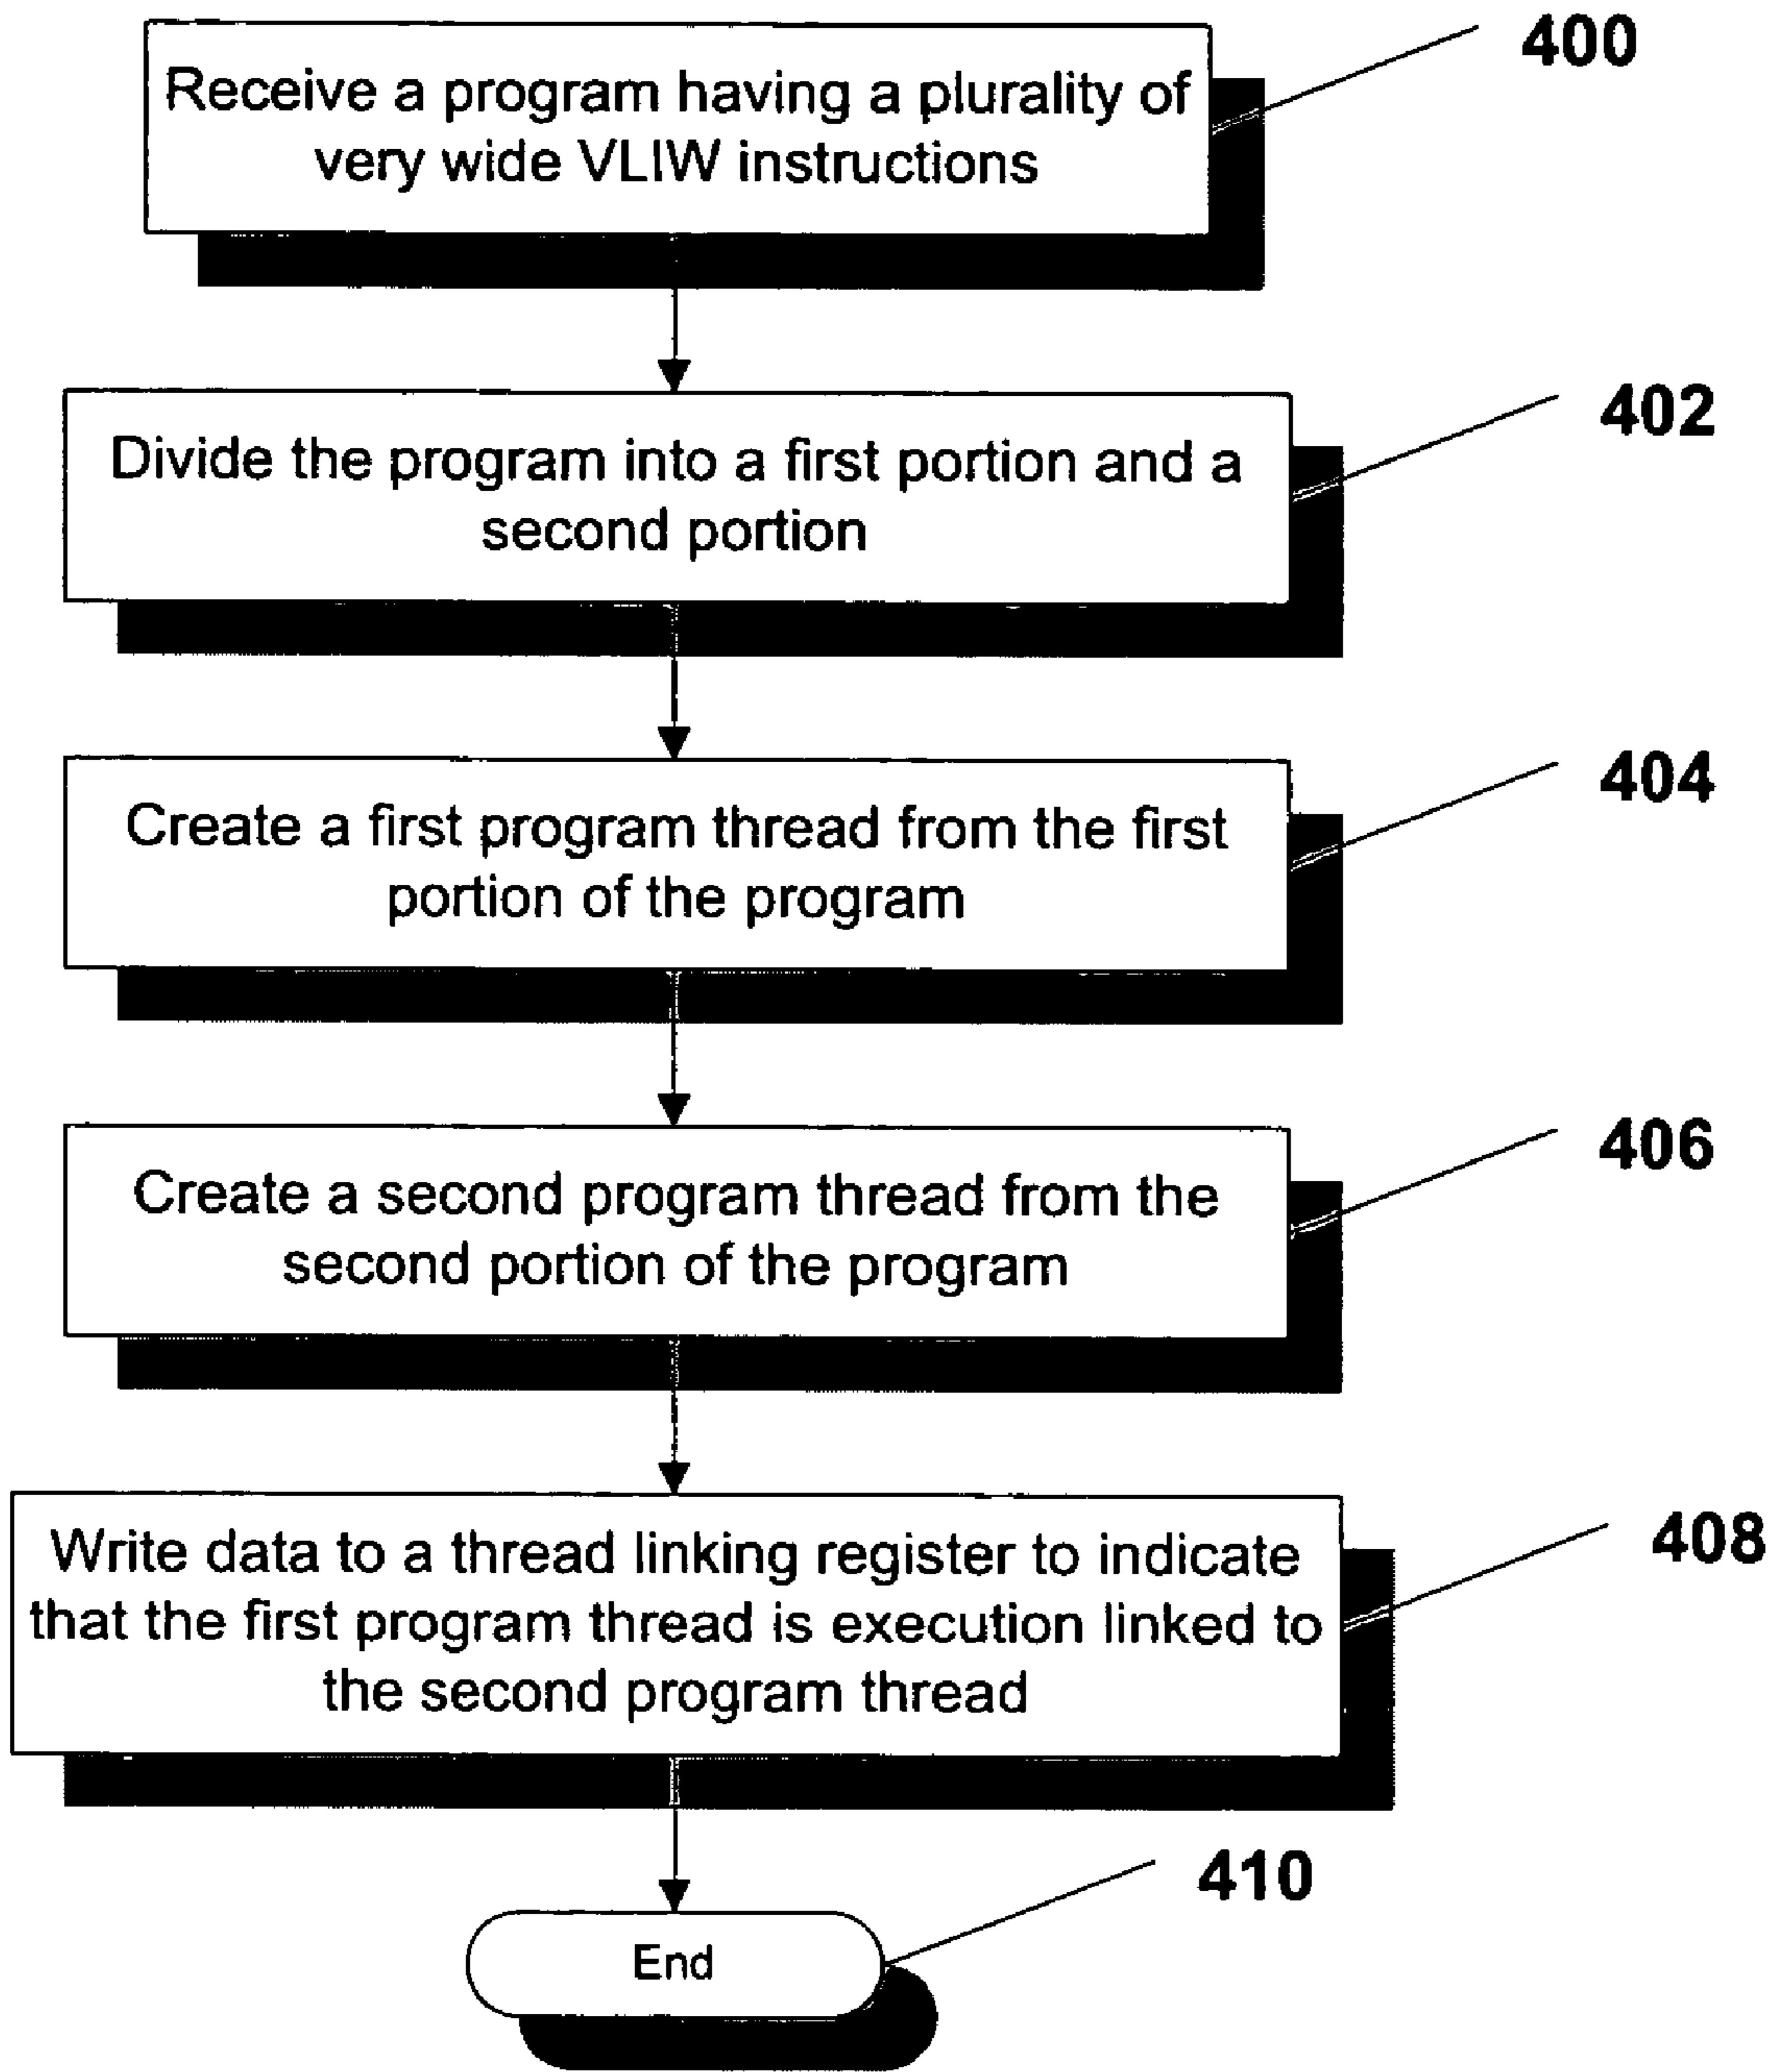 400
Receive a program having a plurality of
very wide VLIW instructions
402
Divide the program into a first portion and a
second portion
404
Create a first program thread from the first
portion of the program
406
Create a second program thread from the
second portion of the program
408
Write data to a thread linking register to indicate
that the first program thread is execution linked to
the second program thread
410
End